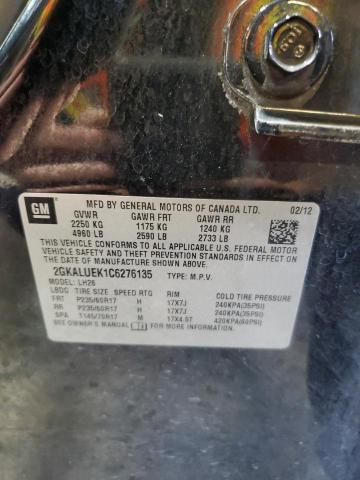 GM
MFD BY GENERAL MOTORS OF CANADA LTD. 02/12
GVWR GAWR FRT GAWR RR
2250 KG 1175 KG 1240 KG
4960 LB 2590 LB 2733 LB
THIS VEHICLE CONFORMS TO ALL APPLICABLE U.S. FEDERAL MOTOR
VEHICLE SAFETY, BUMPER, AND THEFT PREVENTION STANDARDS
IN EFFECT ON THE DATE OF MANUFACTURE SHOWN ABOVE.
2GKALUEK1C6276135 TYPE: M.P.V.
MODEL: LH26
TIRE SIZE SPEED RTG RIM COLD TIRE PRESSURE
FRT P235/60R17 H 17X7J 240KPA(35PSI)
RR P235/60R17 H 17X7J 240KPA(35PSI)
SPA T145/70R17 M 17X4.5T 420KPA(60PSI)
SEE OWNER'S MANUAL FOR MORE INFORMATION.